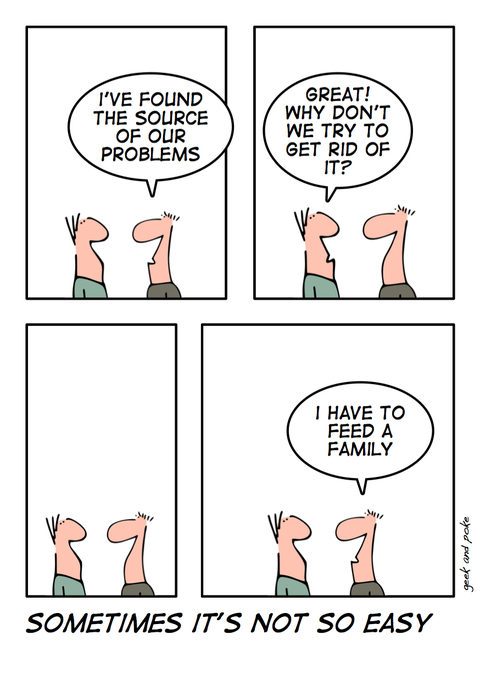 I'VE FOUND
THE SOURCE
OF OUR
PROBLEMS
GREAT!
WHY DON'T
WE TRY TO
GET RID OF
IT?
I HAVE TO
FEED A
FAMILY
geek and poke
SOMETIMES IT'S NOT SO EASY